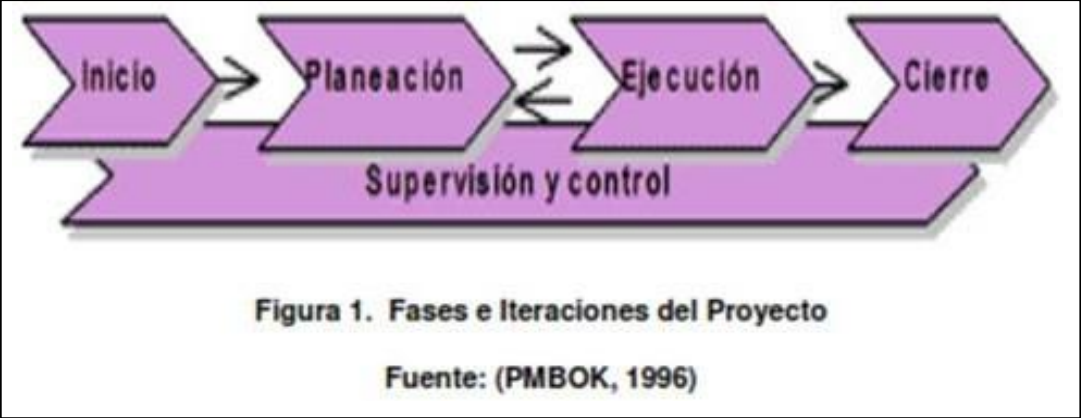 Inicio
Planeación
Ejecución
Cierre
Supervisión y control
Figura 1. Fases e Iteraciones del Proyecto
Fuente: (PMBOK, 1996)